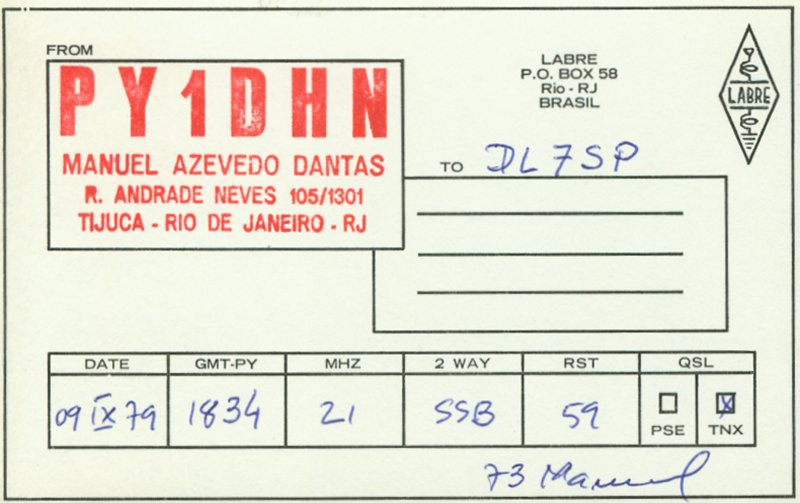 FROM
PY1DHN
MANUEL AZEVEDO DANTAS
R. ANDRADE NEVES 105/1301
TIJUCA - RIO DE JANEIRO - RJ
LABRE
P.O. BOX 58
Rio - RJ
BRASIL
LABRE
TO DL7SP
DATE GMT-PY MHZ 2 WAY RST QSL
09 IX 79 1834 21 SSB 59
PSE TNX
73 Manuel